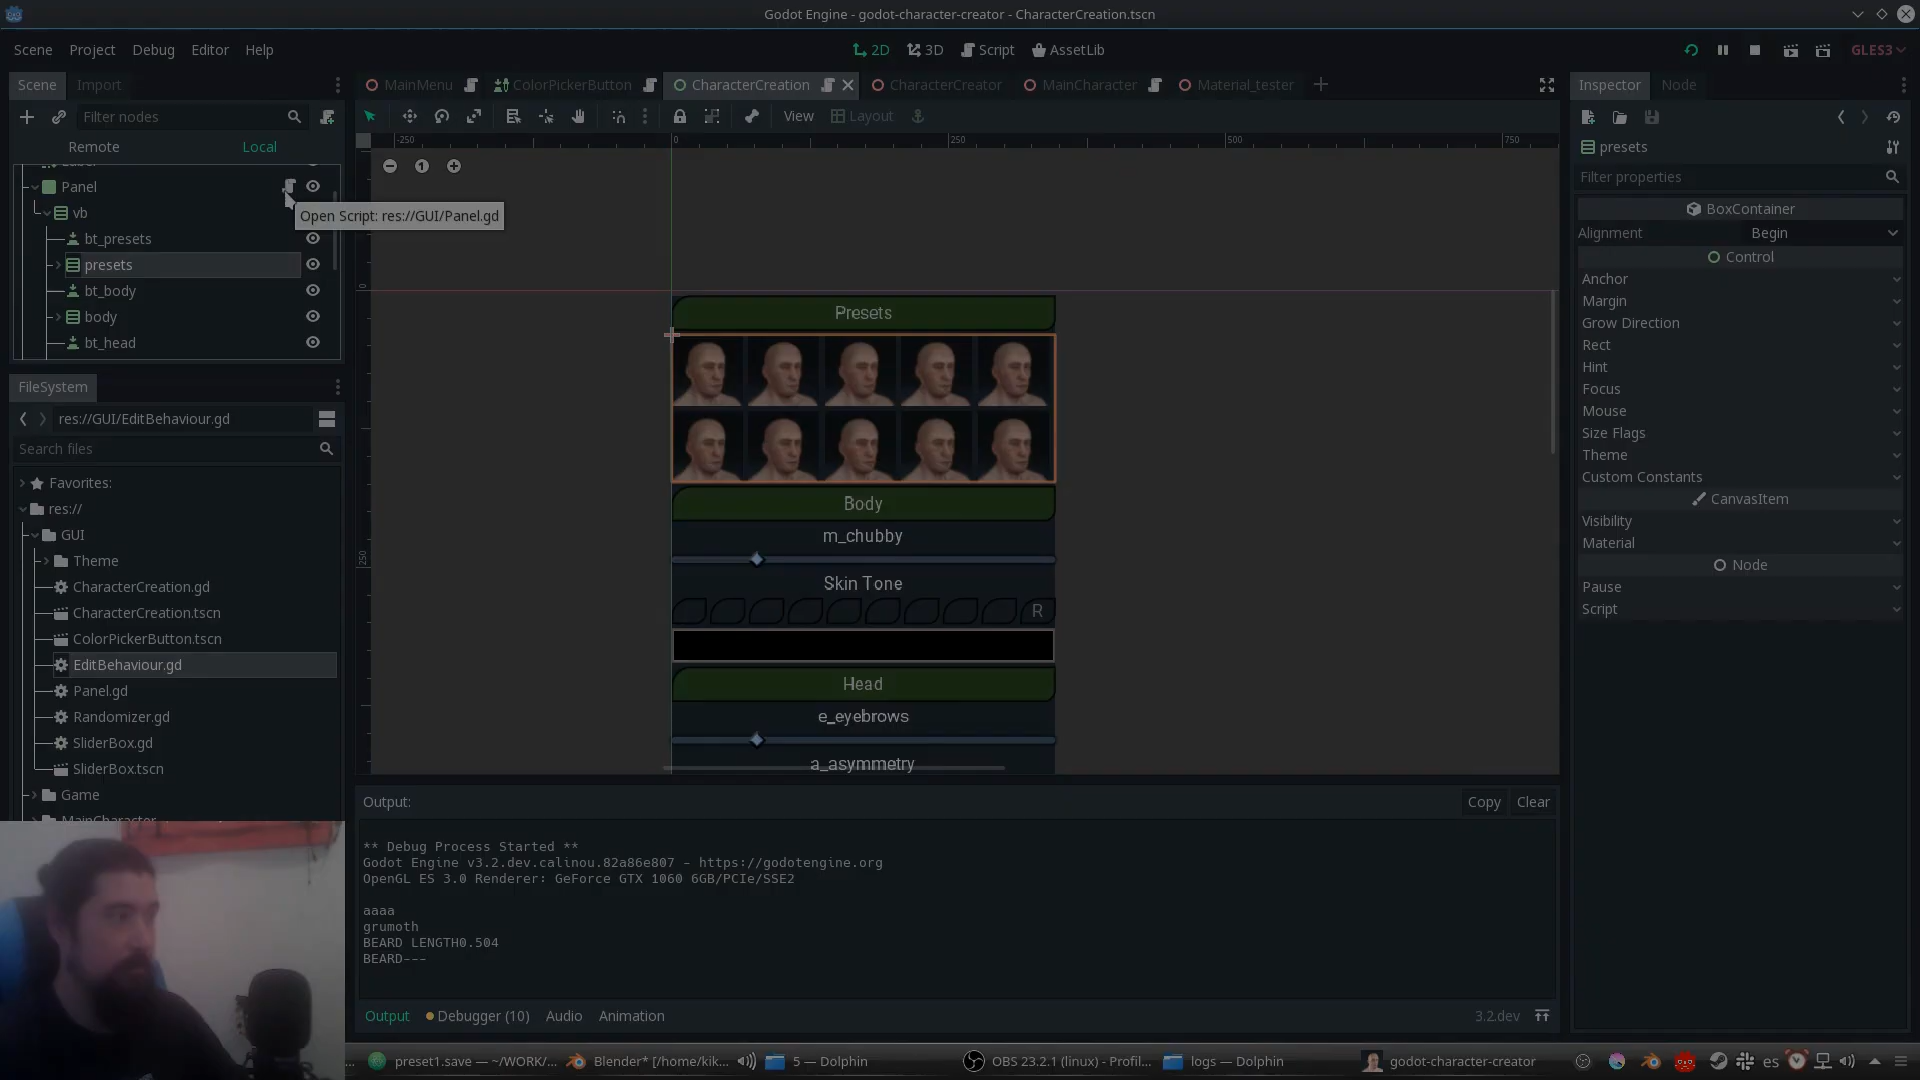 Godot Engine - godot-character-creator - CharacterCreation.tscn
Scene Project Debug Editor Help
2D 3D Script AssetLib
GLES3
Scene Import
MainMenu ColorPickerButton CharacterCreation CharacterCreator MainCharacter Material_tester
Inspector Node
Filter nodes
View Layout
Remote Local
-250 0 250 500 750
presets
Panel
Filter properties
Open Script: res://GUI/Panel.gd
vb
BoxContainer
bt_presets
Alignment Begin
presets
Control
bt_body
Anchor
body
Margin
bt_head
Grow Direction
Rect
Hint
Focus
Mouse
Size Flags
Theme
Custom Constants
CanvasItem
Visibility
Material
Node
Pause
Script
0
250
Presets
Body
m_chubby
Skin Tone
R
Head
e_eyebrows
a_asymmetry
FileSystem
res://GUI/EditBehaviour.gd
Search files
Favorites:
res://
GUI
Theme
CharacterCreation.gd
CharacterCreation.tscn
ColorPickerButton.tscn
EditBehaviour.gd
Panel.gd
Randomizer.gd
SliderBox.gd
SliderBox.tscn
Game
MainCharacter
Output:
Copy Clear
** Debug Process Started **
Godot Engine v3.2.dev.calinou.82a86e807 - https://godotengine.org
OpenGL ES 3.0 Renderer: GeForce GTX 1060 6GB/PCIe/SSE2
aaaa
grumoth
BEARD LENGTH0.504
BEARD---
Output Debugger (10) Audio Animation
3.2.dev
preset1.save — ~/WORK/... Blender* [/home/kik... 5 — Dolphin OBS 23.2.1 (linux) - Profil... logs — Dolphin godot-character-creator
es